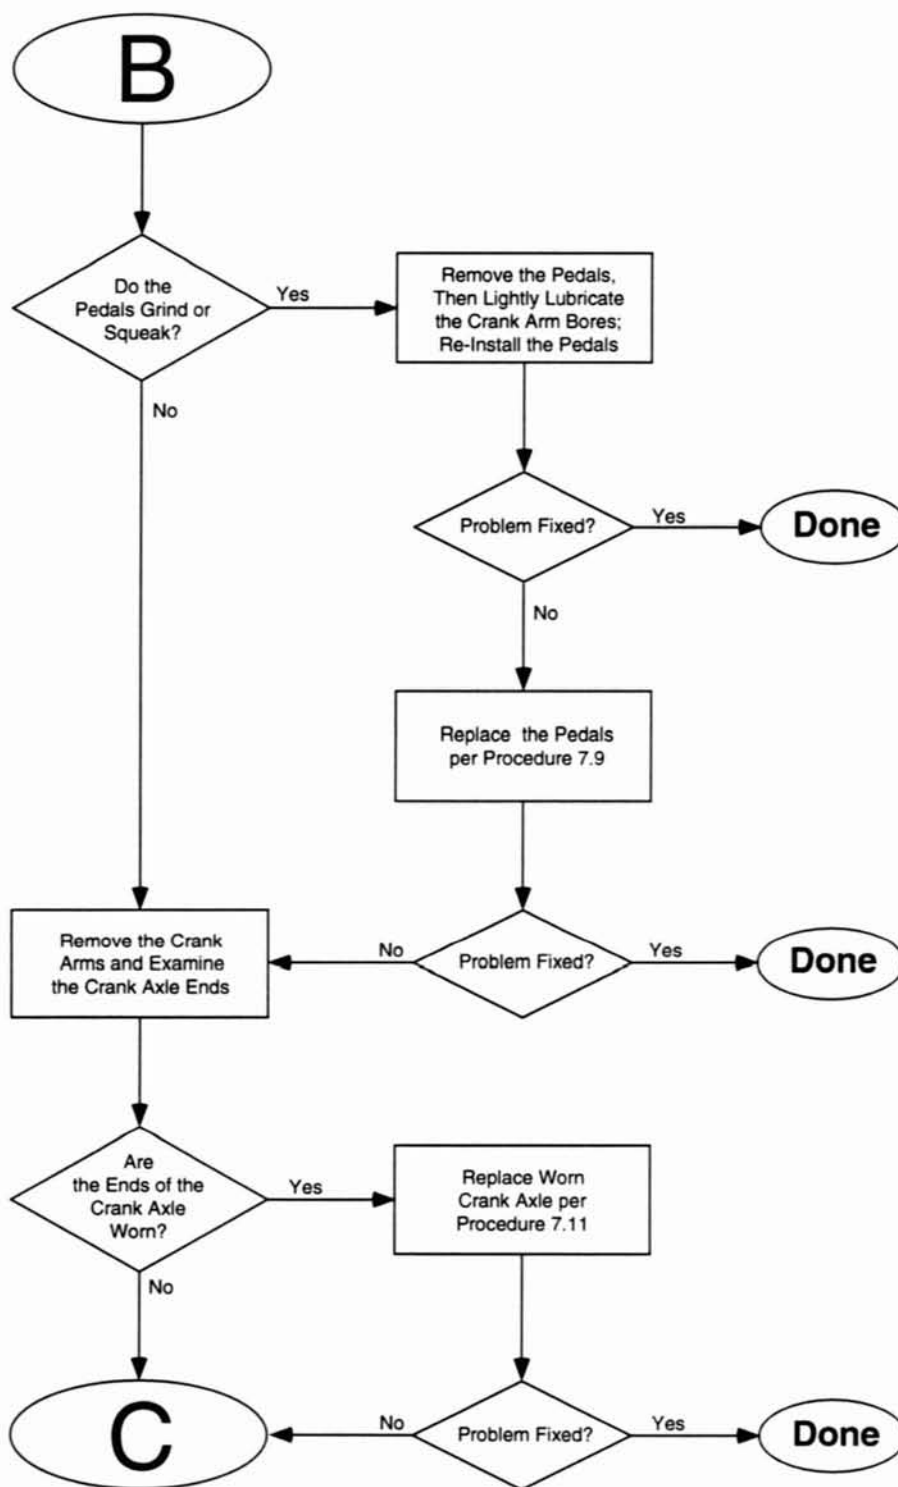 B
Do the
Pedals Grind or
Squeak?
Yes
Remove the Pedals,
Then Lightly Lubricate
the Crank Arm Bores;
Re-Install the Pedals
No
Problem Fixed?
Yes
Done
No
Replace the Pedals
per Procedure 7.9
Remove the Crank
Arms and Examine
the Crank Axle Ends
No
Problem Fixed?
Yes
Done
Are
the Ends of the
Crank Axle
Worn?
Yes
Replace Worn
Crank Axle per
Procedure 7.11
No
C
No
Problem Fixed?
Yes
Done